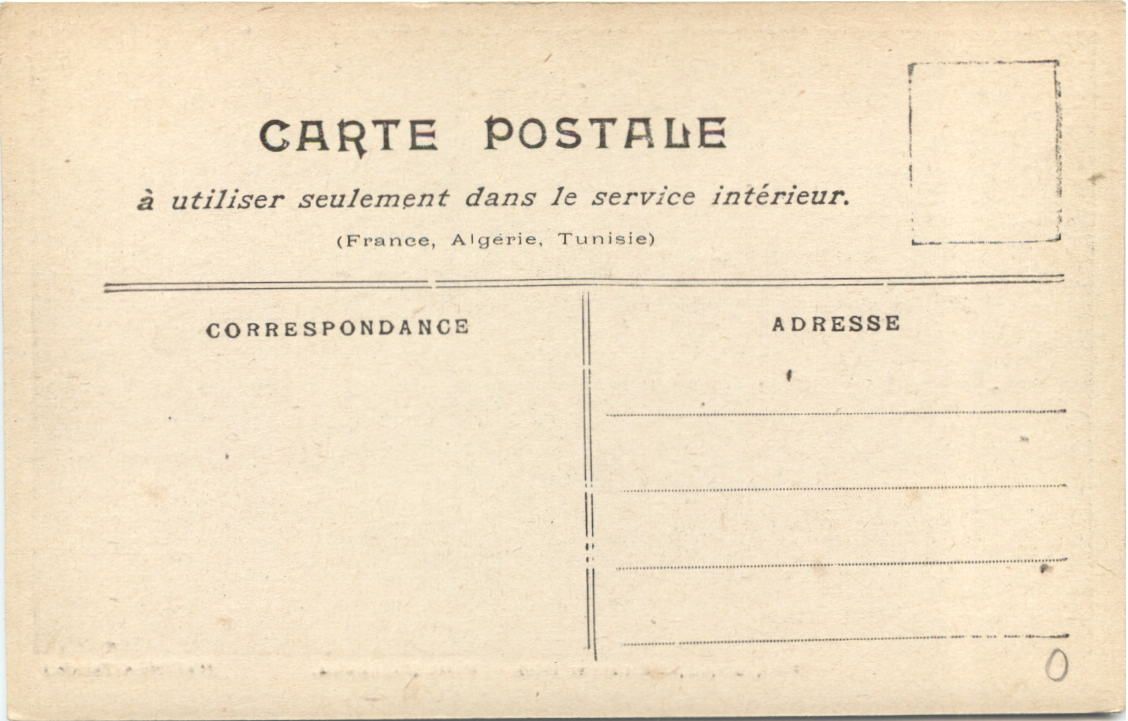 CARTE POSTALE
à utiliser seulement dans le service intérieur.
(France, Algérie, Tunisie)
CORRESPONDANCE
ADRESSE
0